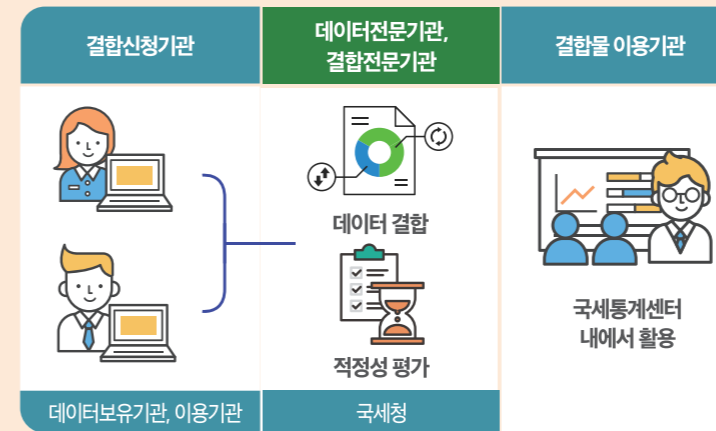 결합신청기관
데이터전문기관,
결합전문기관
결합물 이용기관
데이터 결합
적정성 평가
국세통계센터
내에서 활용
데이터보유기관, 이용기관
국세청